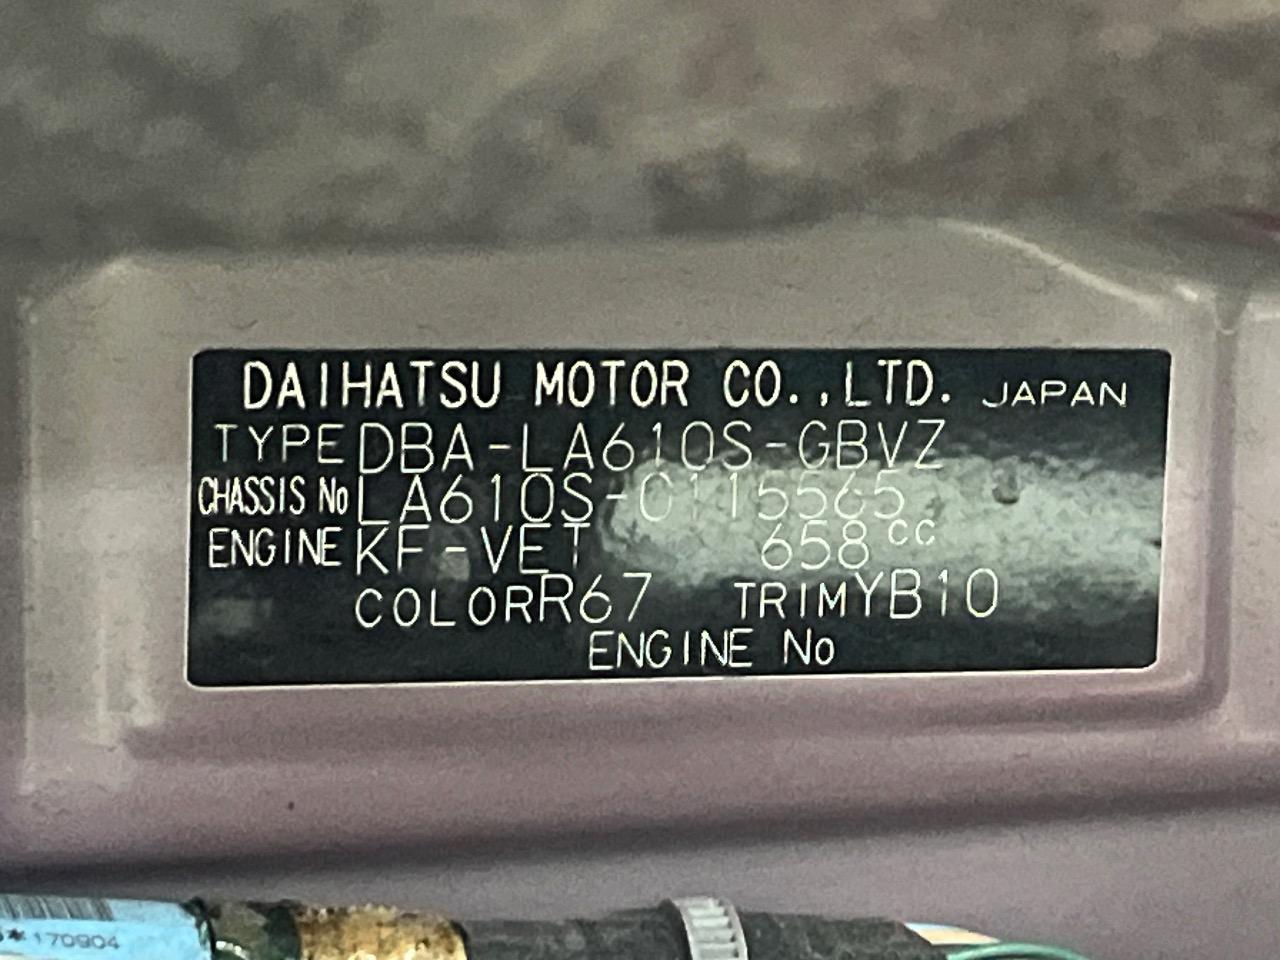 DAIHATSU MOTOR CO.,LTD. JAPAN
TYPE DBA-LA610S-GBVZ
CHASSIS No LA610S-0115565
ENGINE KF-VET 658cc
COLOR R67 TRIM YB10
ENGINE No
*170904